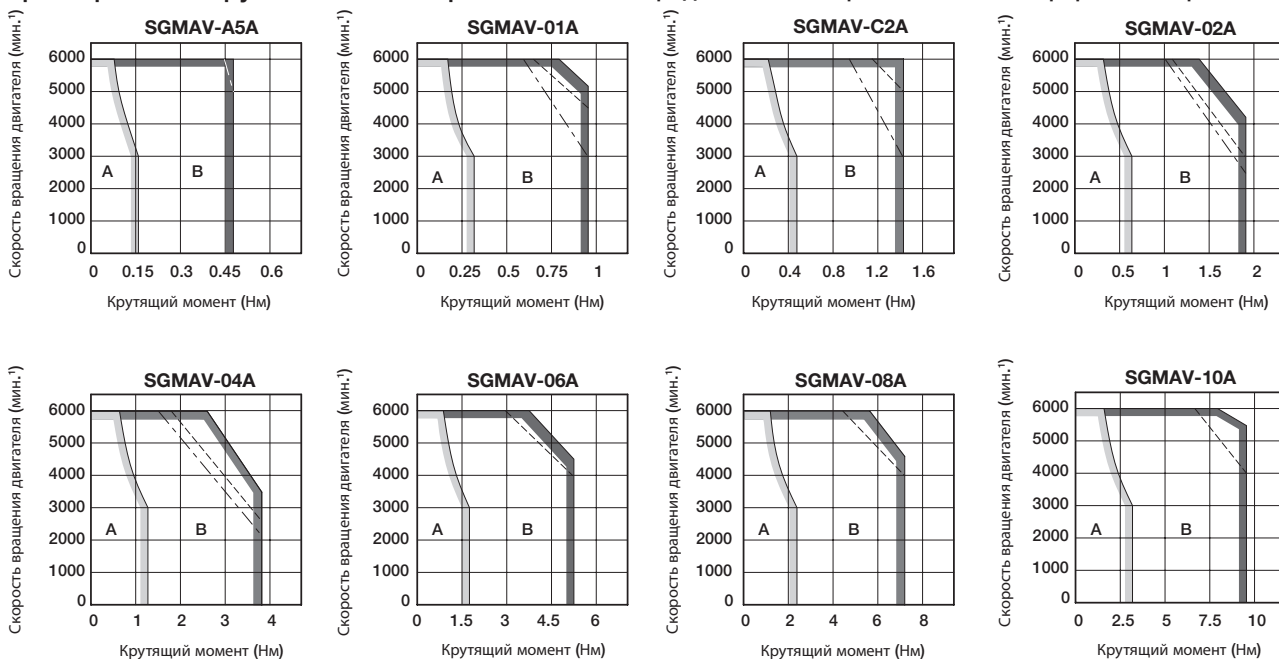 SGMAV-A5A
Скорость вращения двигателя (мин.¹)
6000
5000
4000
3000
2000
1000
0
A
B
0 0.15 0.3 0.45 0.6
Крутящий момент (Нм)
SGMAV-01A
Скорость вращения двигателя (мин.¹)
6000
5000
4000
3000
2000
1000
0
A
B
0 0.25 0.5 0.75 1
Крутящий момент (Нм)
SGMAV-C2A
Скорость вращения двигателя (мин.¹)
6000
5000
4000
3000
2000
1000
0
A
B
0 0.4 0.8 1.2 1.6
Крутящий момент (Нм)
SGMAV-02A
Скорость вращения двигателя (мин.¹)
6000
5000
4000
3000
2000
1000
0
A
B
0 0.5 1 1.5 2
Крутящий момент (Нм)
SGMAV-04A
Скорость вращения двигателя (мин.¹)
6000
5000
4000
3000
2000
1000
0
A
B
0 1 2 3 4
Крутящий момент (Нм)
SGMAV-06A
Скорость вращения двигателя (мин.¹)
6000
5000
4000
3000
2000
1000
0
A
B
0 1.5 3 4.5 6
Крутящий момент (Нм)
SGMAV-08A
Скорость вращения двигателя (мин.¹)
6000
5000
4000
3000
2000
1000
0
A
B
0 2 4 6 8
Крутящий момент (Нм)
SGMAV-10A
Скорость вращения двигателя (мин.¹)
6000
5000
4000
3000
2000
1000
0
A
B
0 2.5 5 7.5 10
Крутящий момент (Нм)